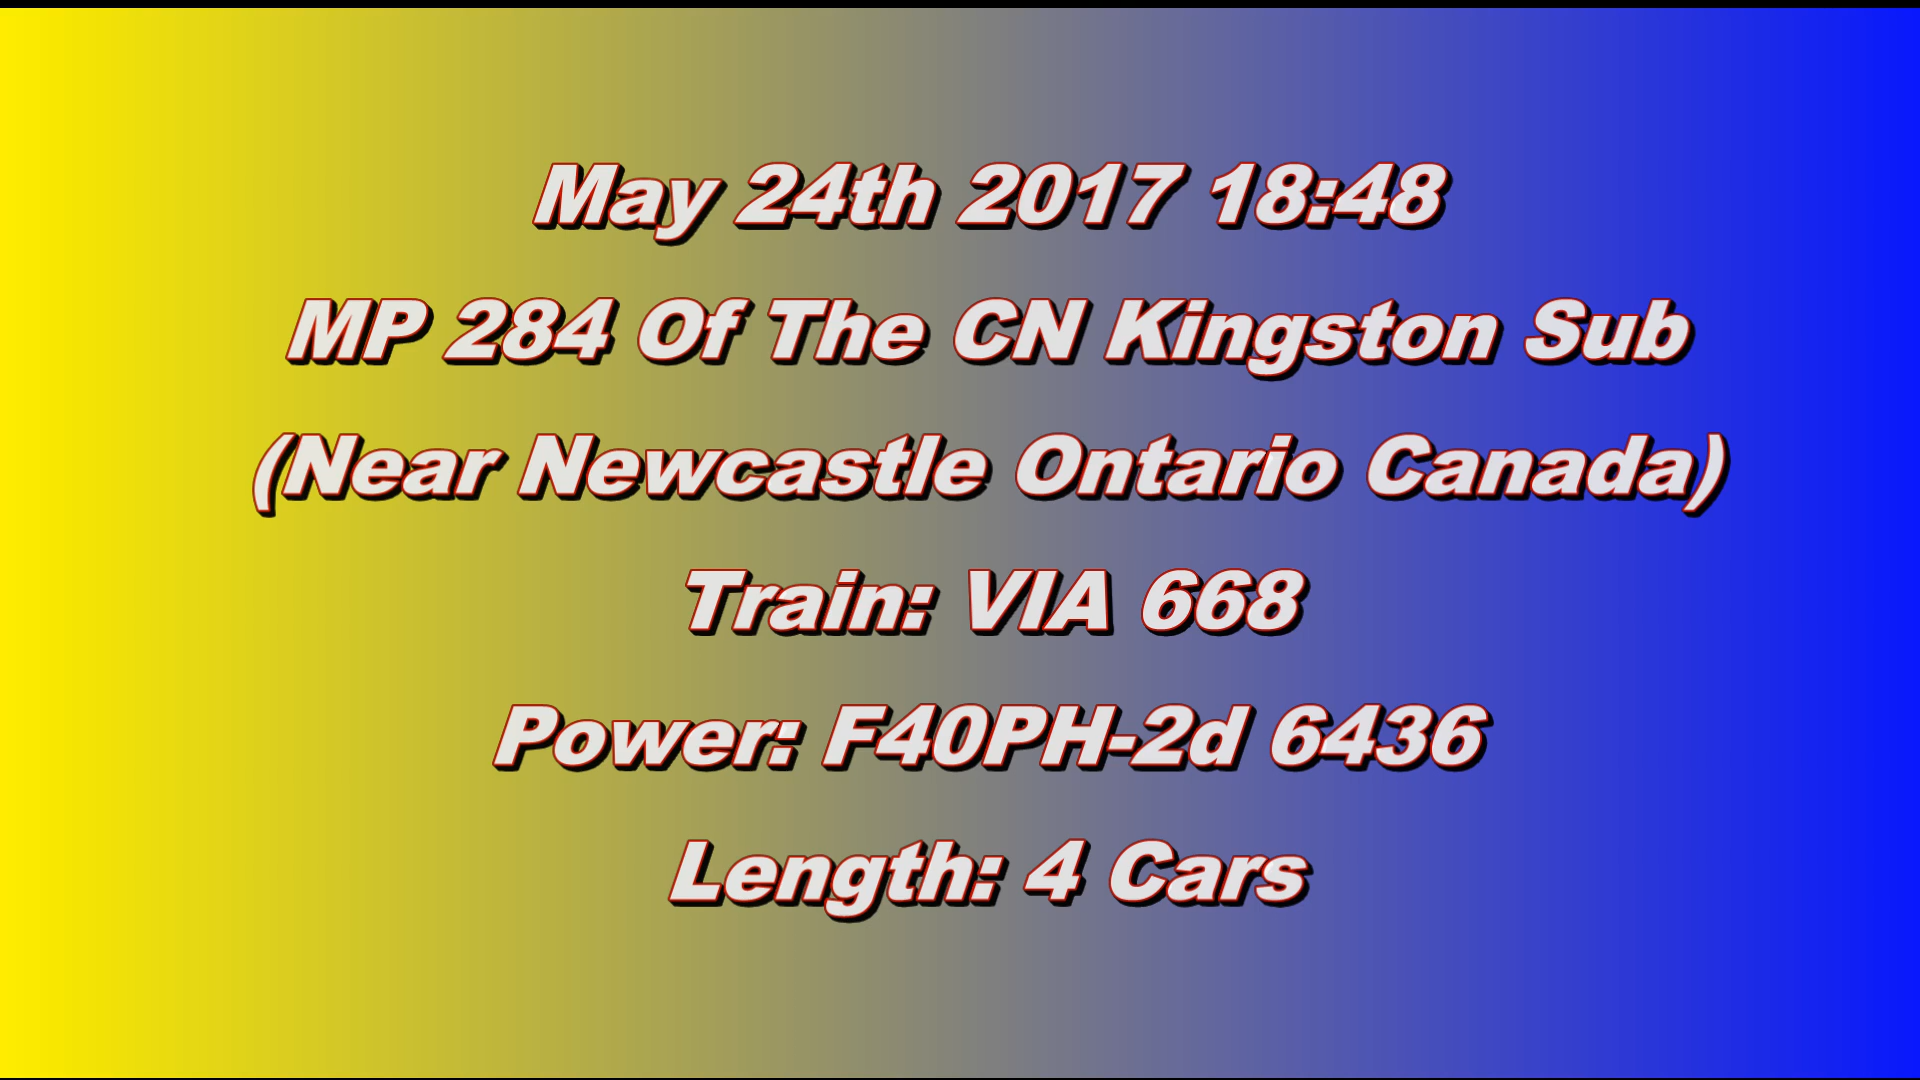 May 24th 2017 18:48
MP 284 Of The CN Kingston Sub
(Near Newcastle Ontario Canada)
Train: VIA 668
Power: F40PH-2d 6436
Length: 4 Cars